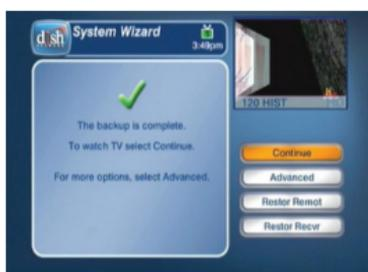 dish
System Wizard
3:49pm
The backup is complete.
To watch TV select Continue.
For more options, select Advanced.
120 HIST
Continue
Advanced
Restor Remot
Restor Recvr